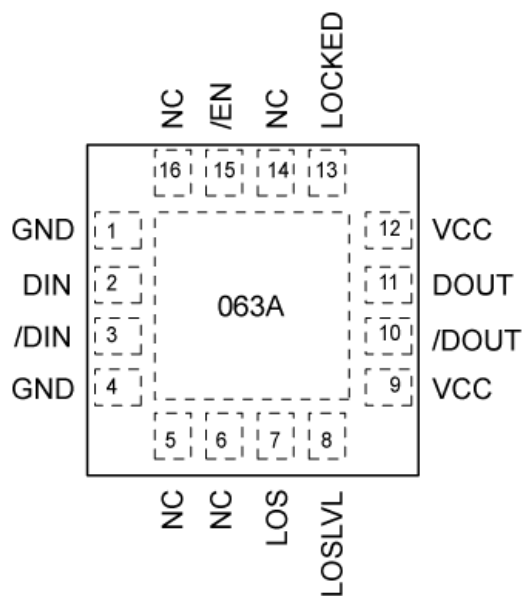 NC
/EN
NC
LOCKED
16
15
14
13
GND 1 12 VCC
DIN 2 11 DOUT
063A
/DIN 3 10 /DOUT
GND 4 9 VCC
5
6
7
8
NC
NC
LOS
LOSLVL